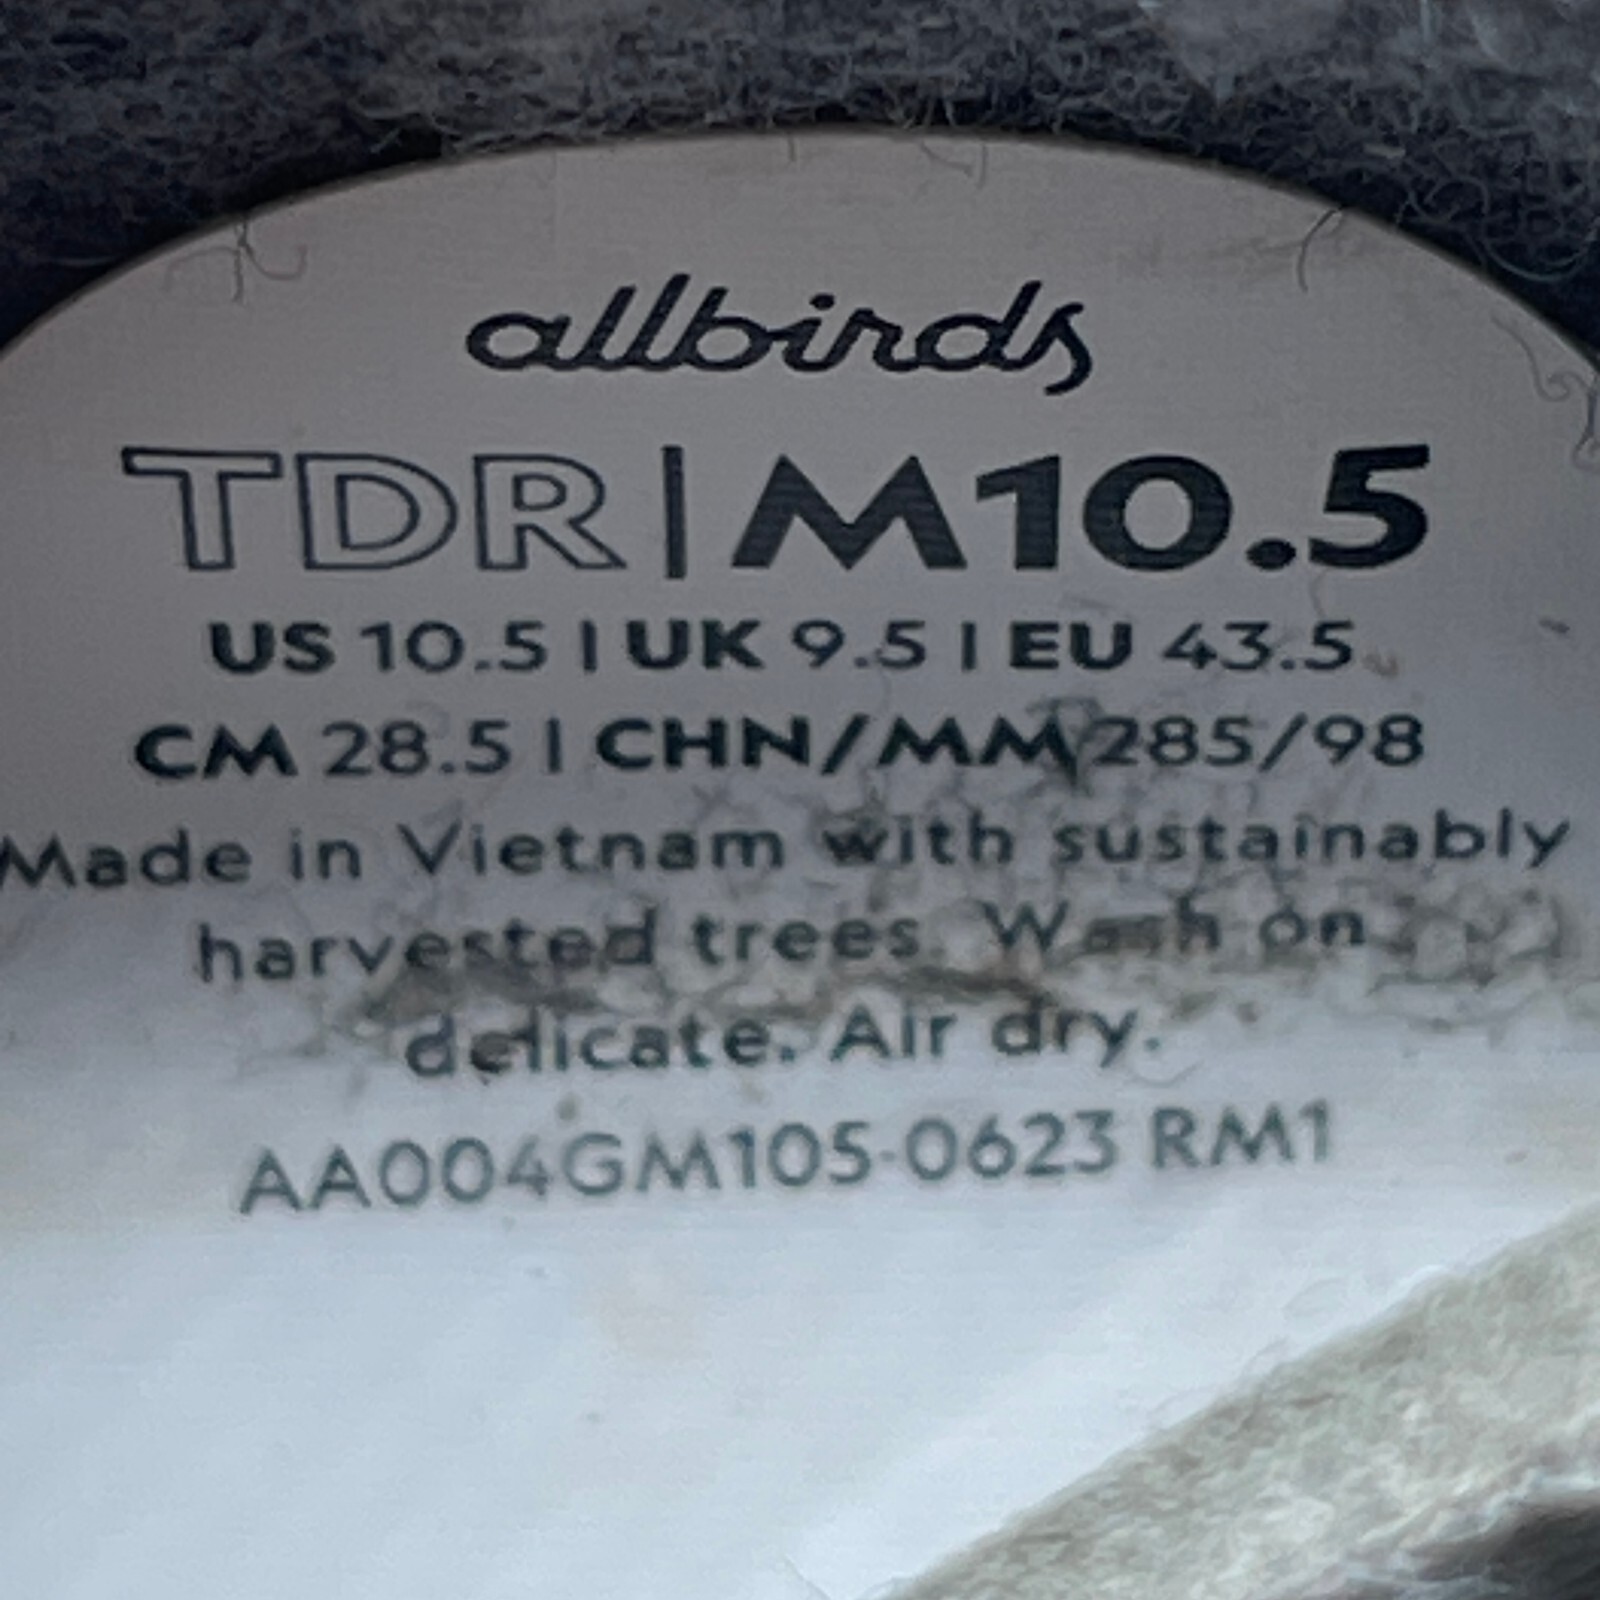 allbirds
TDR | M10.5
US 10.5 | UK 9.5 | EU 43.5
CM 28.5 | CHN/MM 285/98
Made in Vietnam with sustainably
harvested trees. Wash on
delicate. Air dry.
AA004GM105-0623 RM1